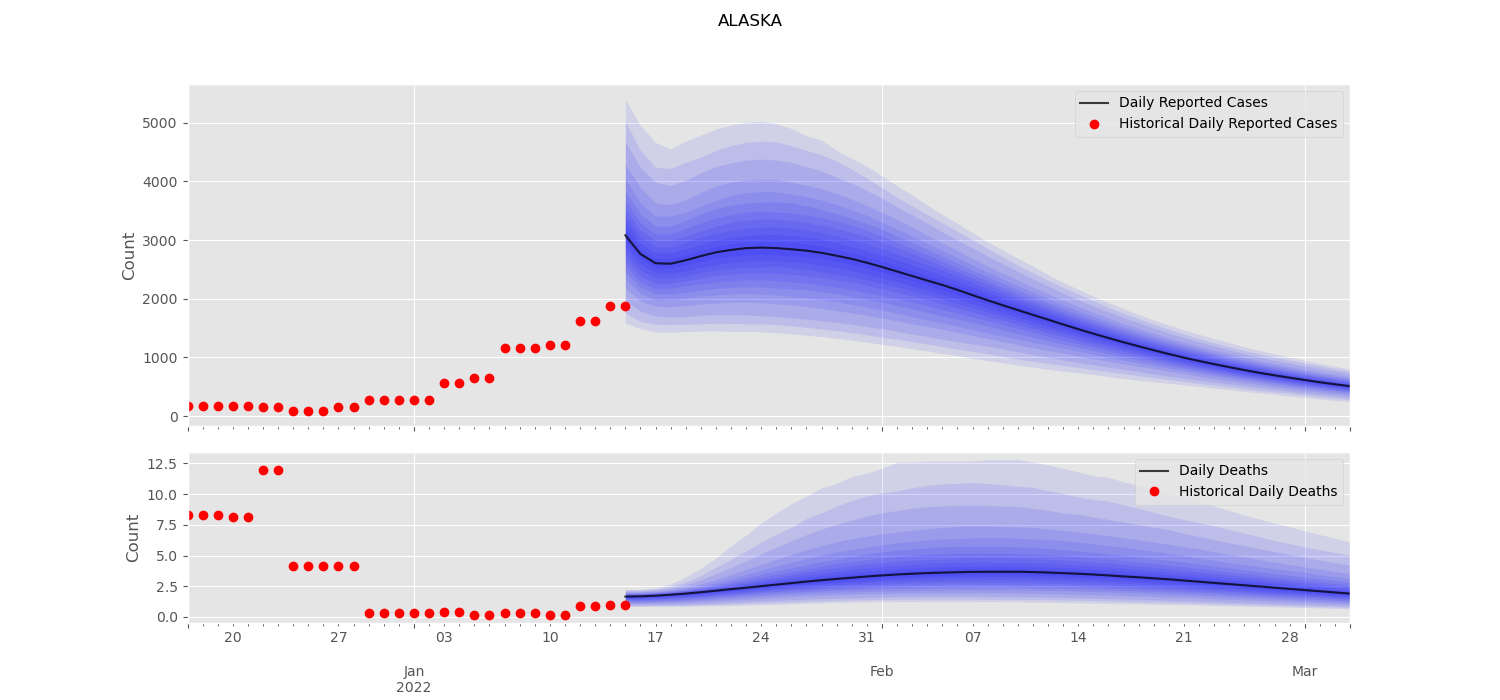 ALASKA
Daily Reported Cases
Historical Daily Reported Cases
Count
5000
4000
3000
2000
1000
0
Daily Deaths
Historical Daily Deaths
Count
12.5
10.0
7.5
5.0
2.5
0.0
20 27 03 10 17 24 31 07 14 21 28
Jan Feb Mar
2022